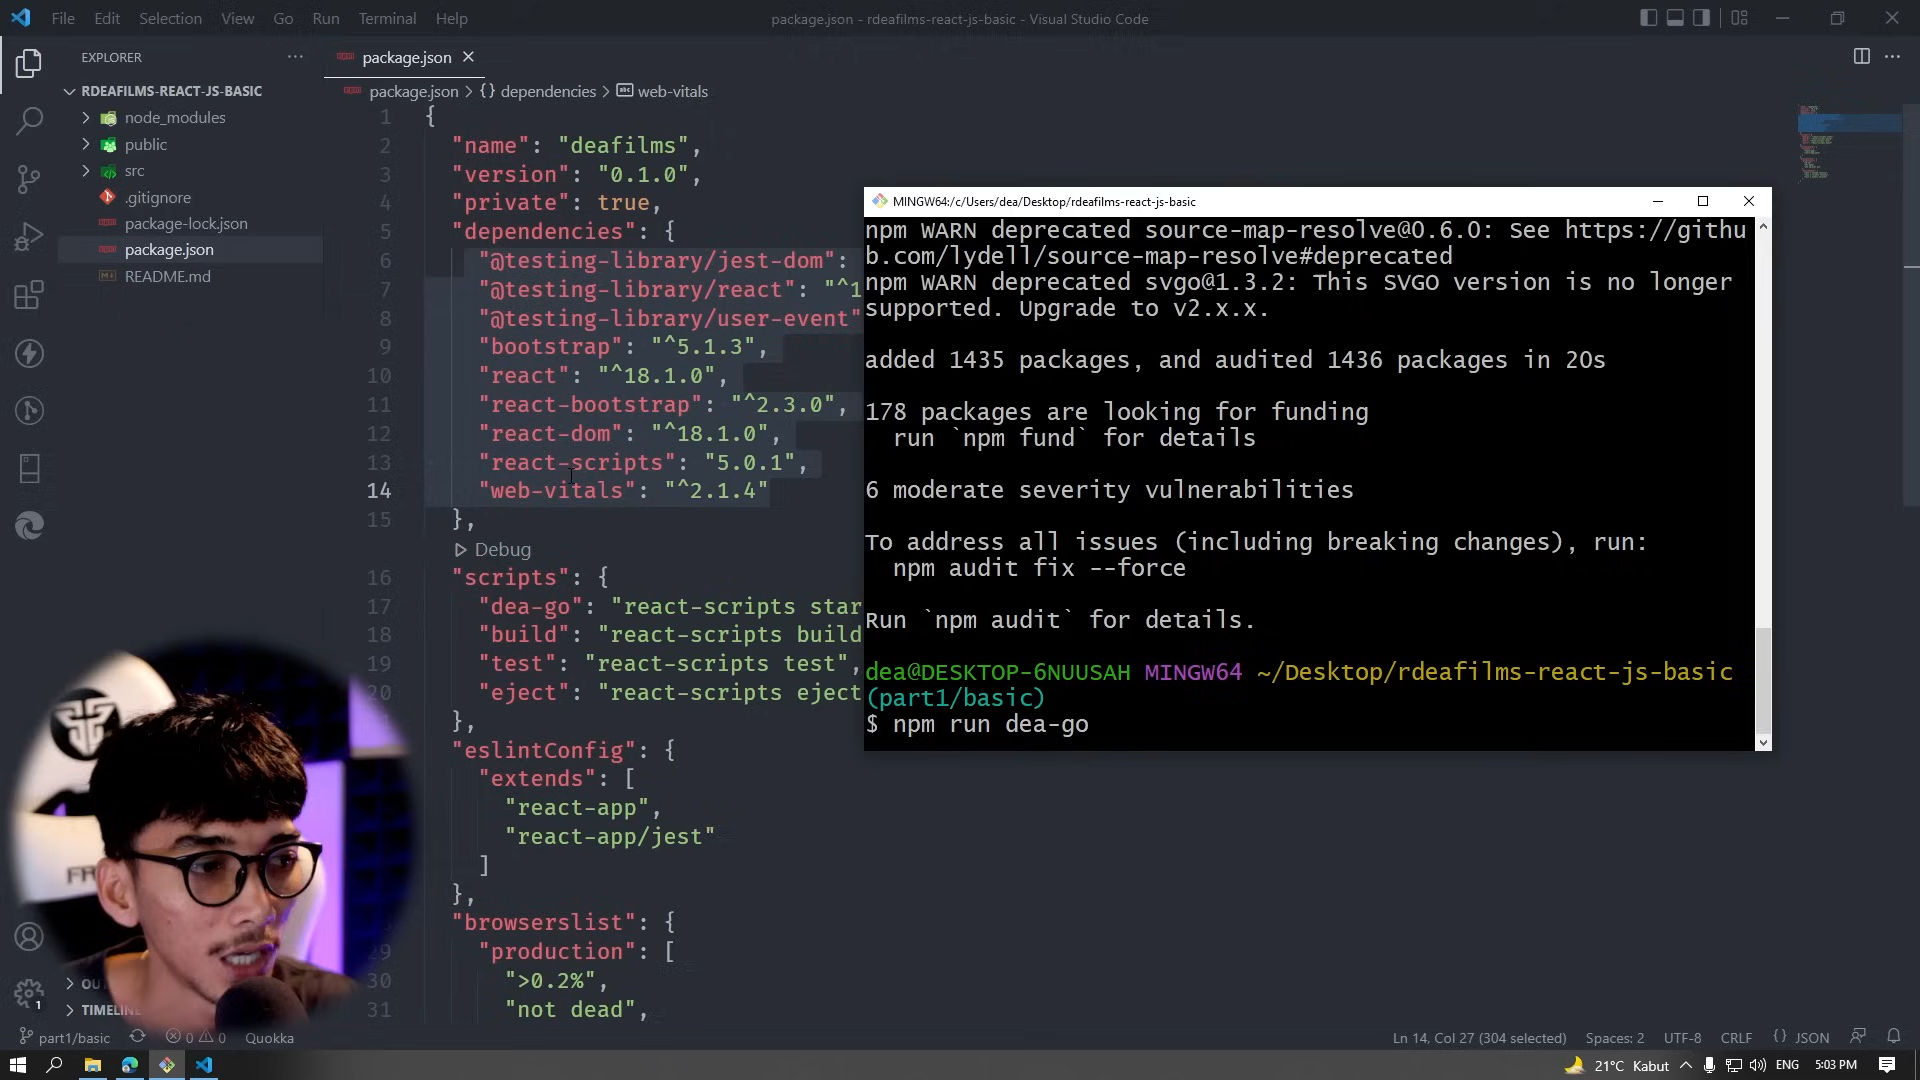 File Edit Selection View Go Run Terminal Help
package.json - rdeafilms-react-js-basic - Visual Studio Code
EXPLORER
RDEAFILMS-REACT-JS-BASIC
node_modules
public
src
.gitignore
package-lock.json
package.json
README.md
TIMELINE
package.json
package.json > {} dependencies > web-vitals
1 {
2 "name": "deafilms",
3 "version": "0.1.0",
4 "private": true,
5 "dependencies": {
6 "@testing-library/jest-dom":
7 "@testing-library/react": "^1
8 "@testing-library/user-event"
9 "bootstrap": "^5.1.3",
10 "react": "^18.1.0",
11 "react-bootstrap": "^2.3.0",
12 "react-dom": "^18.1.0",
13 "react-scripts": "5.0.1",
14 "web-vitals": "^2.1.4"
15 },
Debug
16 "scripts": {
17 "dea-go": "react-scripts star
18 "build": "react-scripts build
19 "test": "react-scripts test",
20 "eject": "react-scripts eject
},
"eslintConfig": {
"extends": [
"react-app",
"react-app/jest"
]
},
"browserslist": {
29 "production": [
30 ">0.2%",
31 "not dead",
MINGW64:/c/Users/dea/Desktop/rdeafilms-react-js-basic
npm WARN deprecated source-map-resolve@0.6.0: See https://githu
b.com/lydell/source-map-resolve#deprecated
npm WARN deprecated svgo@1.3.2: This SVGO version is no longer
supported. Upgrade to v2.x.x.
added 1435 packages, and audited 1436 packages in 20s
178 packages are looking for funding
run `npm fund` for details
6 moderate severity vulnerabilities
To address all issues (including breaking changes), run:
npm audit fix --force
Run `npm audit` for details.
dea@DESKTOP-6NUUSAH MINGW64 ~/Desktop/rdeafilms-react-js-basic
(part1/basic)
$ npm run dea-go
part1/basic 0 0 Quokka
Ln 14, Col 27 (304 selected) Spaces: 2 UTF-8 CRLF {} JSON
21°C Kabut ENG 5:03 PM